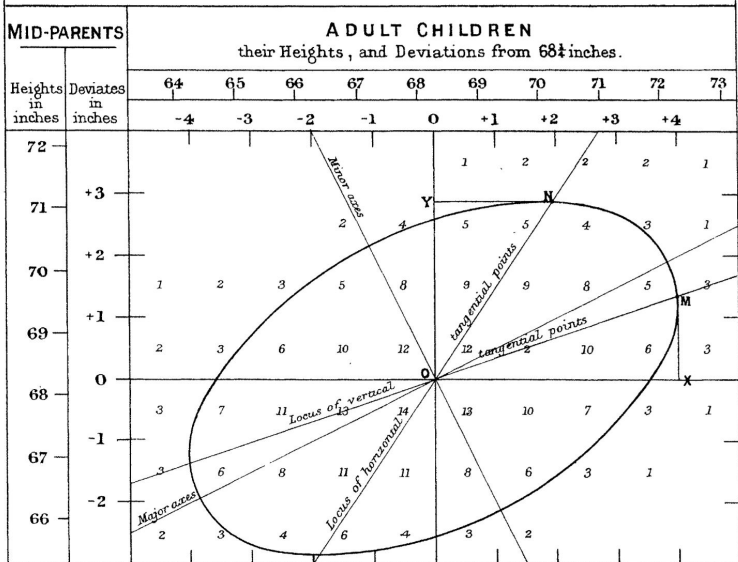 MID-PARENTS
ADULT CHILDREN
their Heights, and Deviations from 68¼ inches.
Heights in inches
Deviates in inches
64 65 66 67 68 69 70 71 72 73
-4 -3 -2 -1 0 +1 +2 +3 +4
72
1 2 2 2 1
Minor axes
+3
Y N
71
2 4 5 5 4 3 1
+2
tangential points
70
1 2 3 5 8 9 9 8 5 3
+1
M
69
tangential points
2 3 6 10 12 12 2 10 6 3
0 O X
68
Locus of vertical
3 7 11 13 14 13 10 7 3 1
-1
Locus of horizontal
67
3 6 8 11 11 8 6 3 1
-2
Major axes
66
2 3 4 6 4 3 2